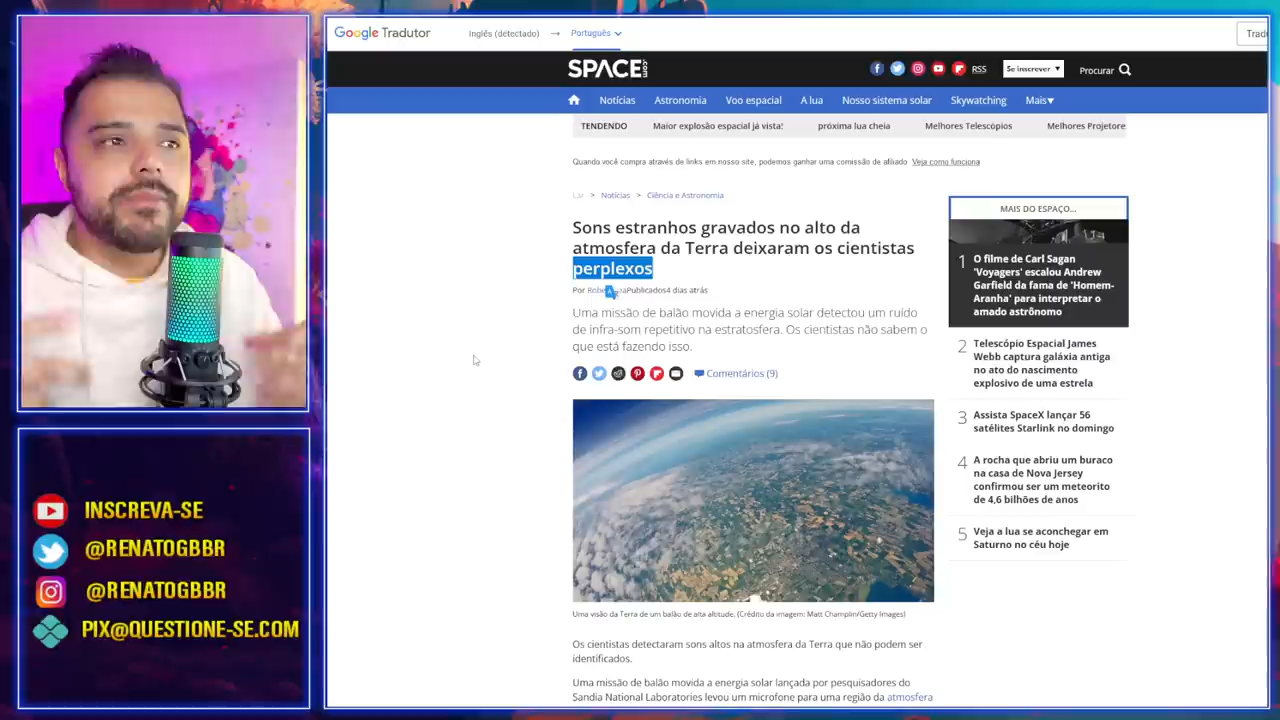 INSCREVA-SE
@RENATOGBBR
@RENATOGBBR
PIX@QUESTIONE-SE.COM
Google Tradutor
Inglês (detectado) → Português
SPACE.com
RSS
Se inscrever
Procurar
Notícias
Astronomia
Voo espacial
A lua
Nosso sistema solar
Skywatching
Mais
TENDENDO
Maior explosão espacial já vista!
próxima lua cheia
Melhores Telescópios
Melhores Projetore
Quando você compra através de links em nosso site, podemos ganhar uma comissão de afiliado Veja como funciona
Lar > Notícias > Ciência e Astronomia
Sons estranhos gravados no alto da
atmosfera da Terra deixaram os cientistas
perplexos
Por Publicados4 dias atrás
Uma missão de balão movida a energia solar detectou um ruído
de infra-som repetitivo na estratosfera. Os cientistas não sabem o
que está fazendo isso.
Comentários (9)
Uma visão da Terra de um balão de alta altitude. (Crédito da imagem: Matt Champlin/Getty Images)
Os cientistas detectaram sons altos na atmosfera da Terra que não podem ser
identificados.
Uma missão de balão movida a energia solar lançada por pesquisadores do
Sandia National Laboratories levou um microfone para uma região da atmosfera
MAIS DO ESPAÇO...
1 O filme de Carl Sagan
'Voyagers' escalou Andrew
Garfield da fama de 'Homem-
Aranha' para interpretar o
amado astrônomo
2 Telescópio Espacial James
Webb captura galáxia antiga
no ato do nascimento
explosivo de uma estrela
3 Assista SpaceX lançar 56
satélites Starlink no domingo
4 A rocha que abriu um buraco
na casa de Nova Jersey
confirmou ser um meteorito
de 4,6 bilhões de anos
5 Veja a lua se aconchegar em
Saturno no céu hoje